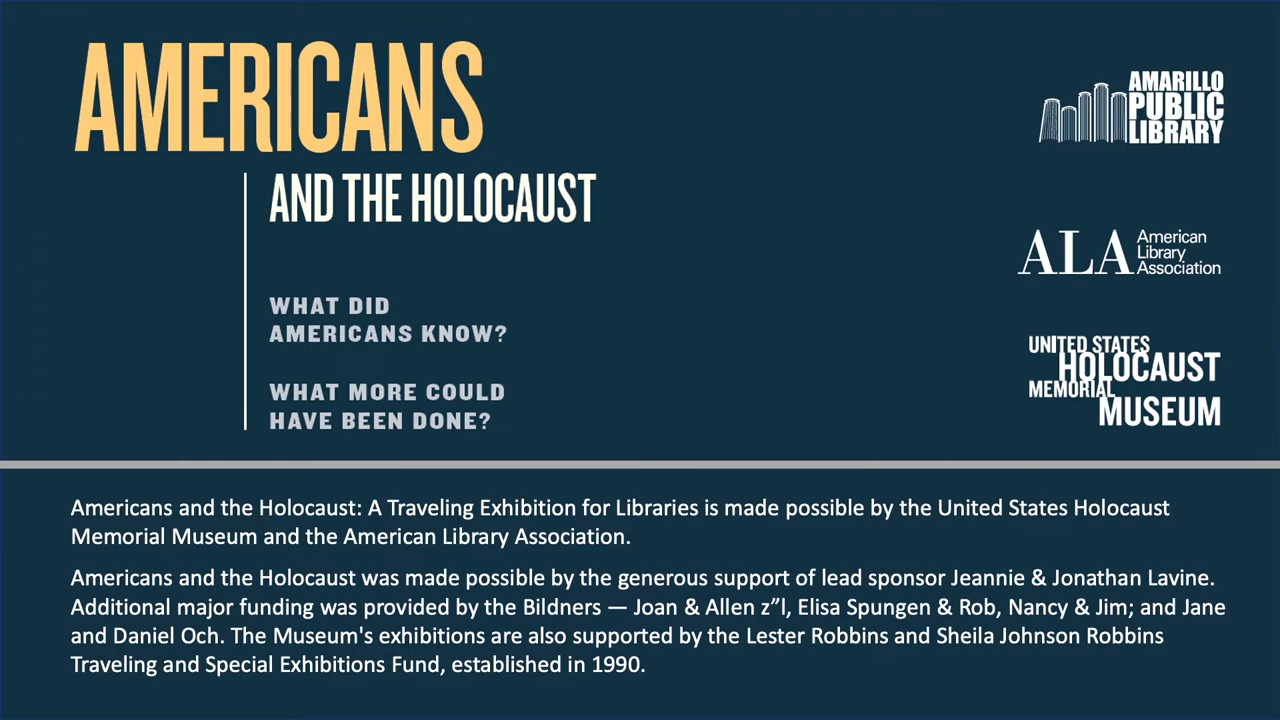 AMERICANS
AND THE HOLOCAUST
WHAT DID
AMERICANS KNOW?
WHAT MORE COULD
HAVE BEEN DONE?
AMARILLO
PUBLIC
LIBRARY
ALA American
Library
Association
UNITED STATES
HOLOCAUST
MEMORIAL
MUSEUM
Americans and the Holocaust: A Traveling Exhibition for Libraries is made possible by the United States Holocaust
Memorial Museum and the American Library Association.
Americans and the Holocaust was made possible by the generous support of lead sponsor Jeannie & Jonathan Lavine.
Additional major funding was provided by the Bildners — Joan & Allen z”l, Elisa Spungen & Rob, Nancy & Jim; and Jane
and Daniel Och. The Museum's exhibitions are also supported by the Lester Robbins and Sheila Johnson Robbins
Traveling and Special Exhibitions Fund, established in 1990.